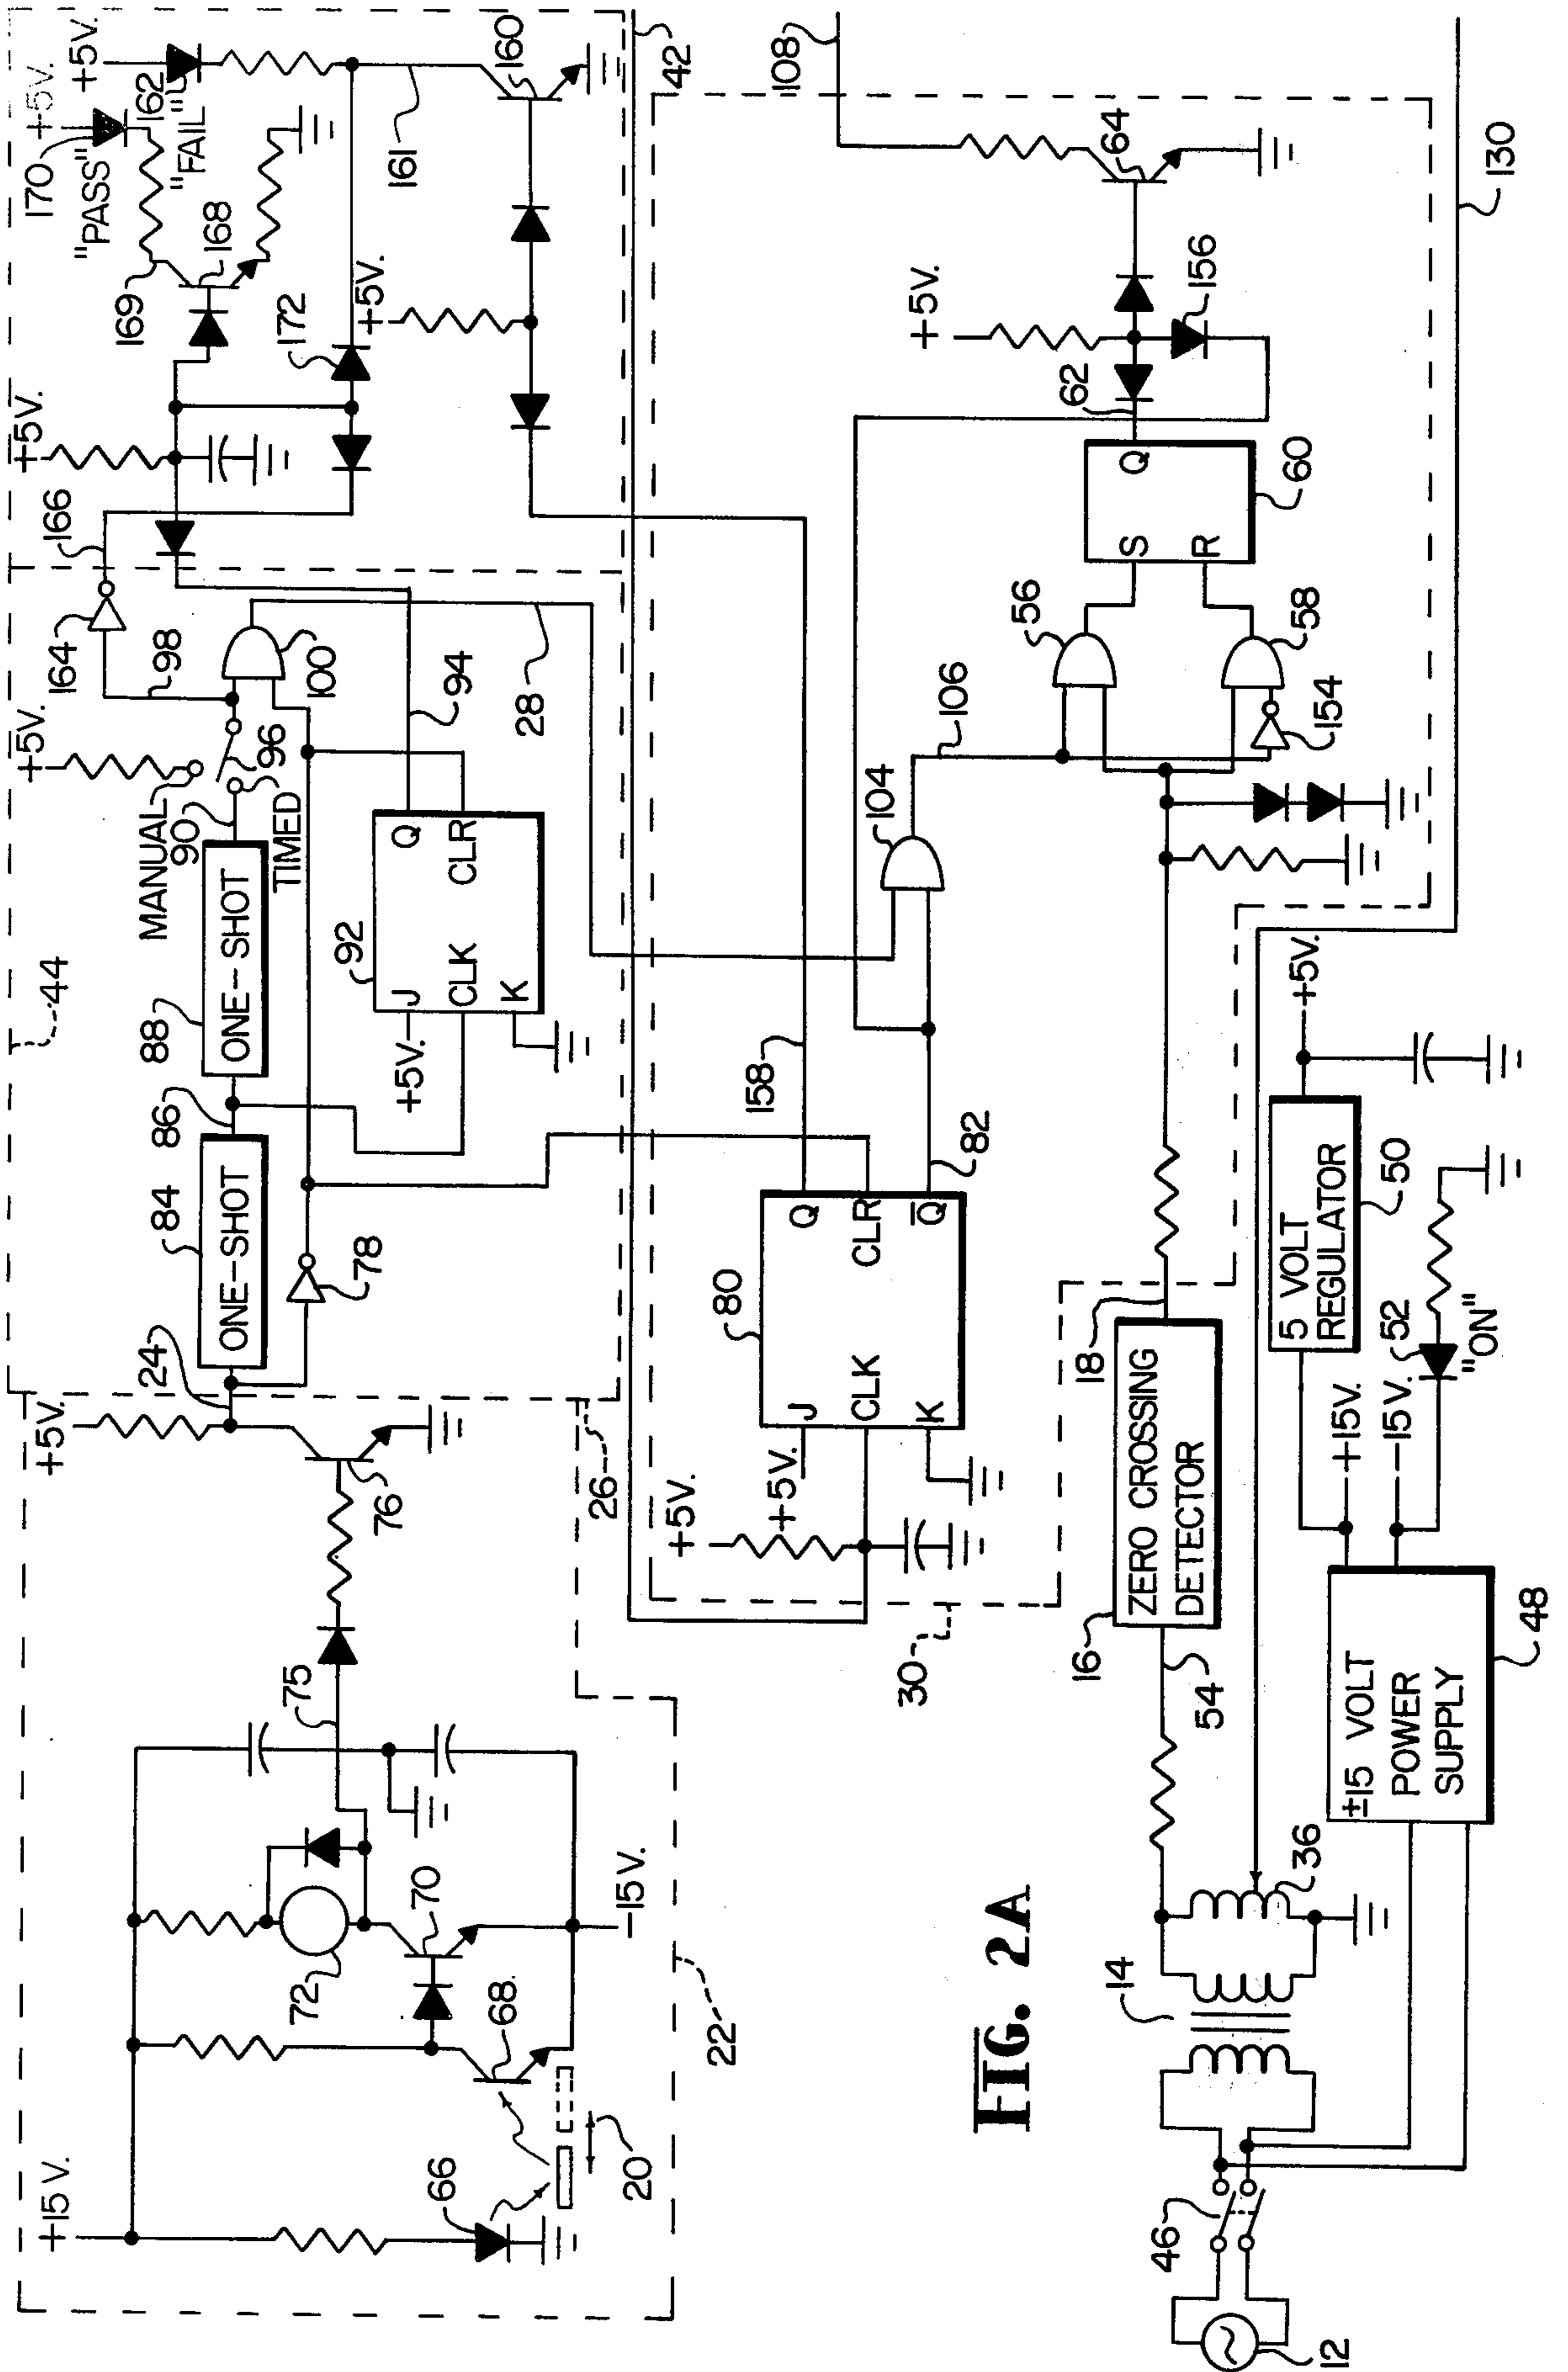 +15 V.
66
20
68
70
72
75
-15 V.
22
+5V.
76
24
26
84
ONE-SHOT
86
88
ONE-SHOT
90
MANUAL
TIMED
+5V.
96
98
164
166
100
78
44
92
J
CLK
K
Q
CLR
+5V.
94
28
+5V.
169
168
170
+5V.
"PASS"
162
"FAIL"
+5V.
172
+5V.
161
160
42
+5V.
+5V.
80
J
CLK
K
Q
CLR
Q̅
158
82
30
104
106
56
58
154
S
R
Q
60
62
+5V.
156
64
108
130
FIG. 2A
12
46
14
36
54
16
ZERO CROSSING
DETECTOR
18
±15 VOLT
POWER
SUPPLY
48
+15V.
-15V.
52
"ON"
5 VOLT
REGULATOR
50
+5V.